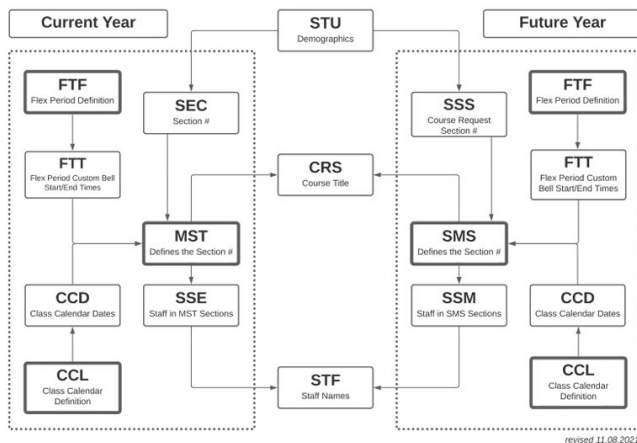 Current Year
STU
Demographics
Future Year
FTF
Flex Period Definition
SEC
Section #
SSS
Course Request
Section #
FTF
Flex Period Definition
FTT
Flex Period Custom Bell
Start/End Times
CRS
Course Title
FTT
Flex Period Custom
Bell Start/End Times
MST
Defines the Section #
SMS
Defines the Section #
CCD
Class Calendar Dates
SSE
Staff in MST Sections
SSM
Staff in SMS Sections
CCD
Class Calendar Dates
CCL
Class Calendar
Definition
STF
Staff Names
CCL
Class Calendar
Definition
revised 11.08.2021